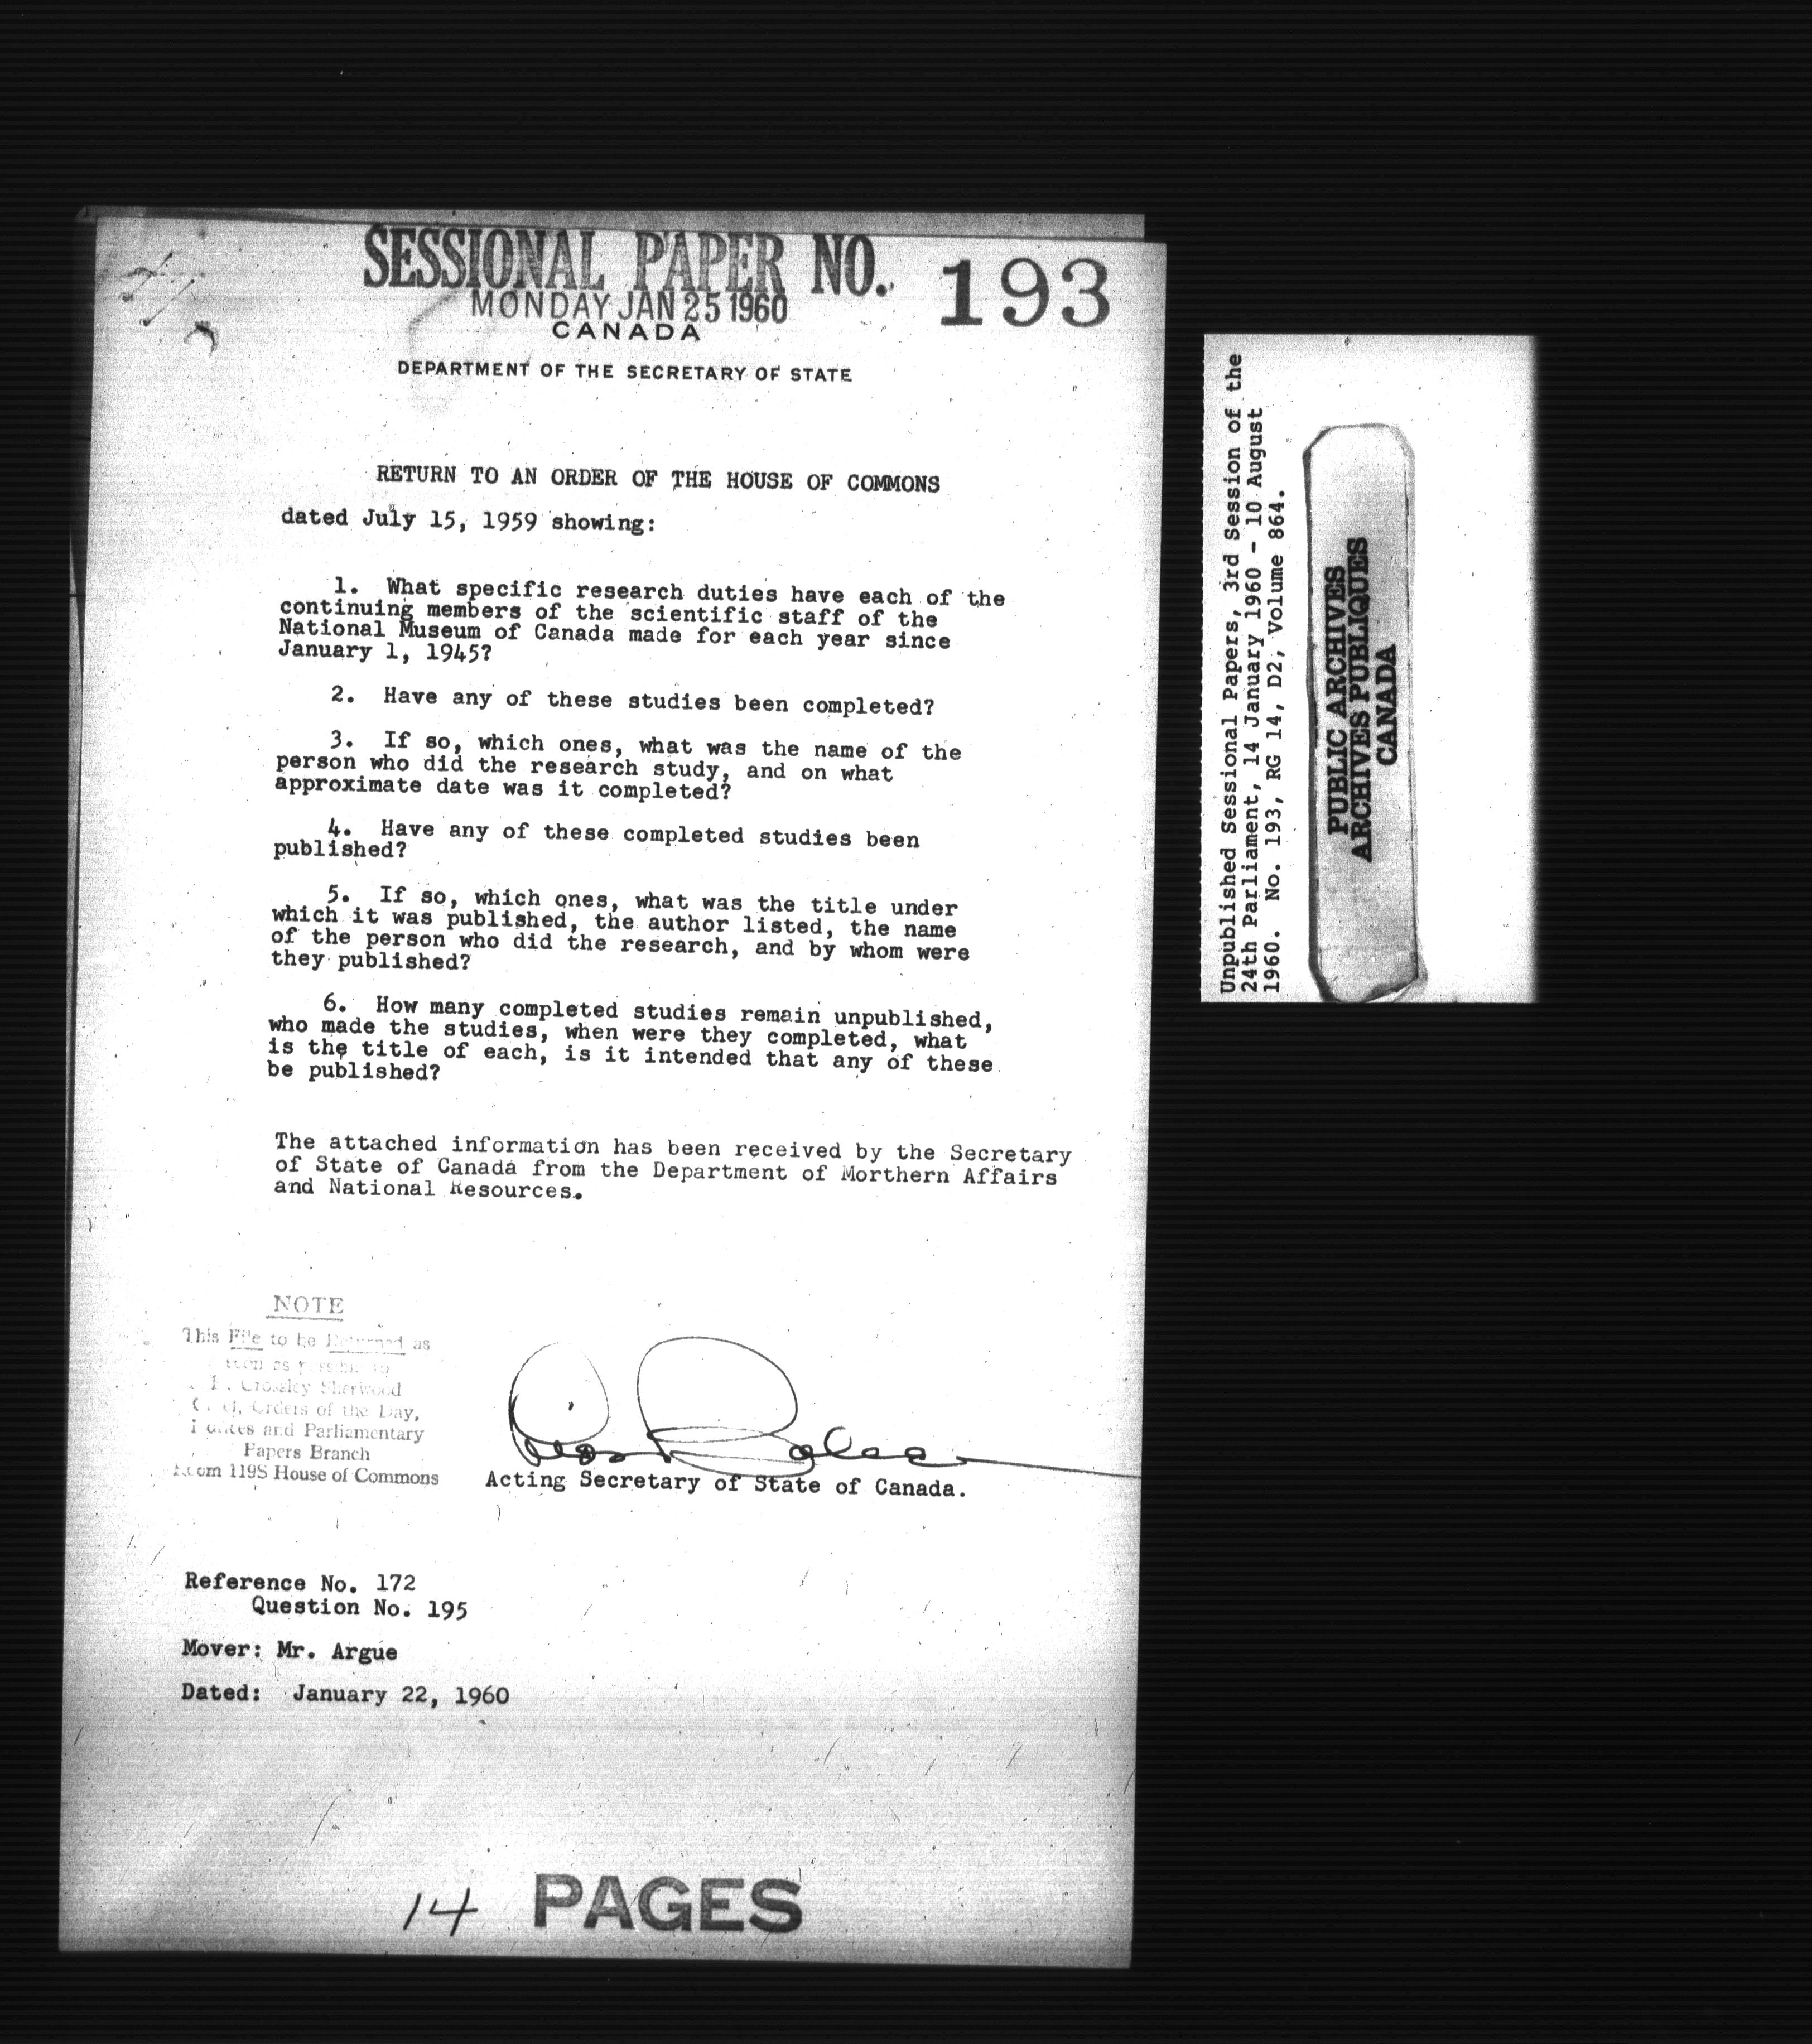 SESSIONAL PAPER NO. 193
MONDAY JAN 25 1960
CANADA
DEPARTMENT OF THE SECRETARY OF STATE
RETURN TO AN ORDER OF THE HOUSE OF COMMONS
dated July 15, 1959 showing:
1. What specific research duties have each of the
continuing members of the scientific staff of the
National Museum of Canada made for each year since
January 1, 1945?
2. Have any of these studies been completed?
3. If so, which ones, what was the name of the
person who did the research study, and on what
approximate date was it completed?
4. Have any of these completed studies been
published?
5. If so, which ones, what was the title under
which it was published, the author listed, the name
of the person who did the research, and by whom were
they published?
6. How many completed studies remain unpublished,
who made the studies, when were they completed, what
is the title of each, is it intended that any of these
be published?
The attached information has been received by the Secretary
of State of Canada from the Department of Morthern Affairs
and National Resources.
NOTE
This File to be Returned as
as
Crossley Sherwood
Orders of the Day,
and Parliamentary
Papers Branch
Room 119S House of Commons
Acting Secretary of State of Canada.
Reference No. 172
Question No. 195
Mover: Mr. Argue
Dated: January 22, 1960
14 PAGES
Unpublished Sessional Papers, 3rd Session of the
24th Parliament, 14 January 1960 - 10 August
1960. No. 193, RG 14, D2, Volume 864.
PUBLIC ARCHIVES
ARCHIVES PUBLIQUES
CANADA